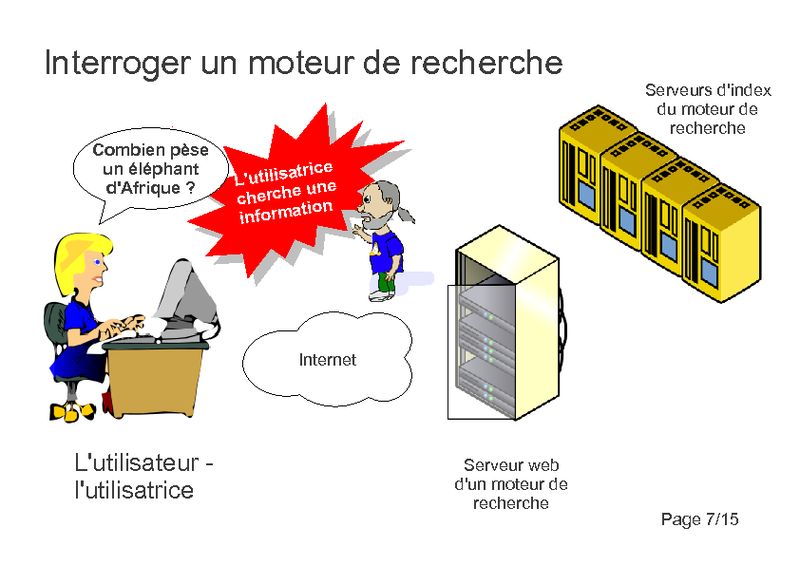 Interroger un moteur de recherche
Serveurs d'index
du moteur de
recherche
Combien pèse
un éléphant
d'Afrique ?
L'utilisatrice
cherche une
information
Internet
L'utilisateur -
l'utilisatrice
Serveur web
d'un moteur de
recherche
Page 7/15